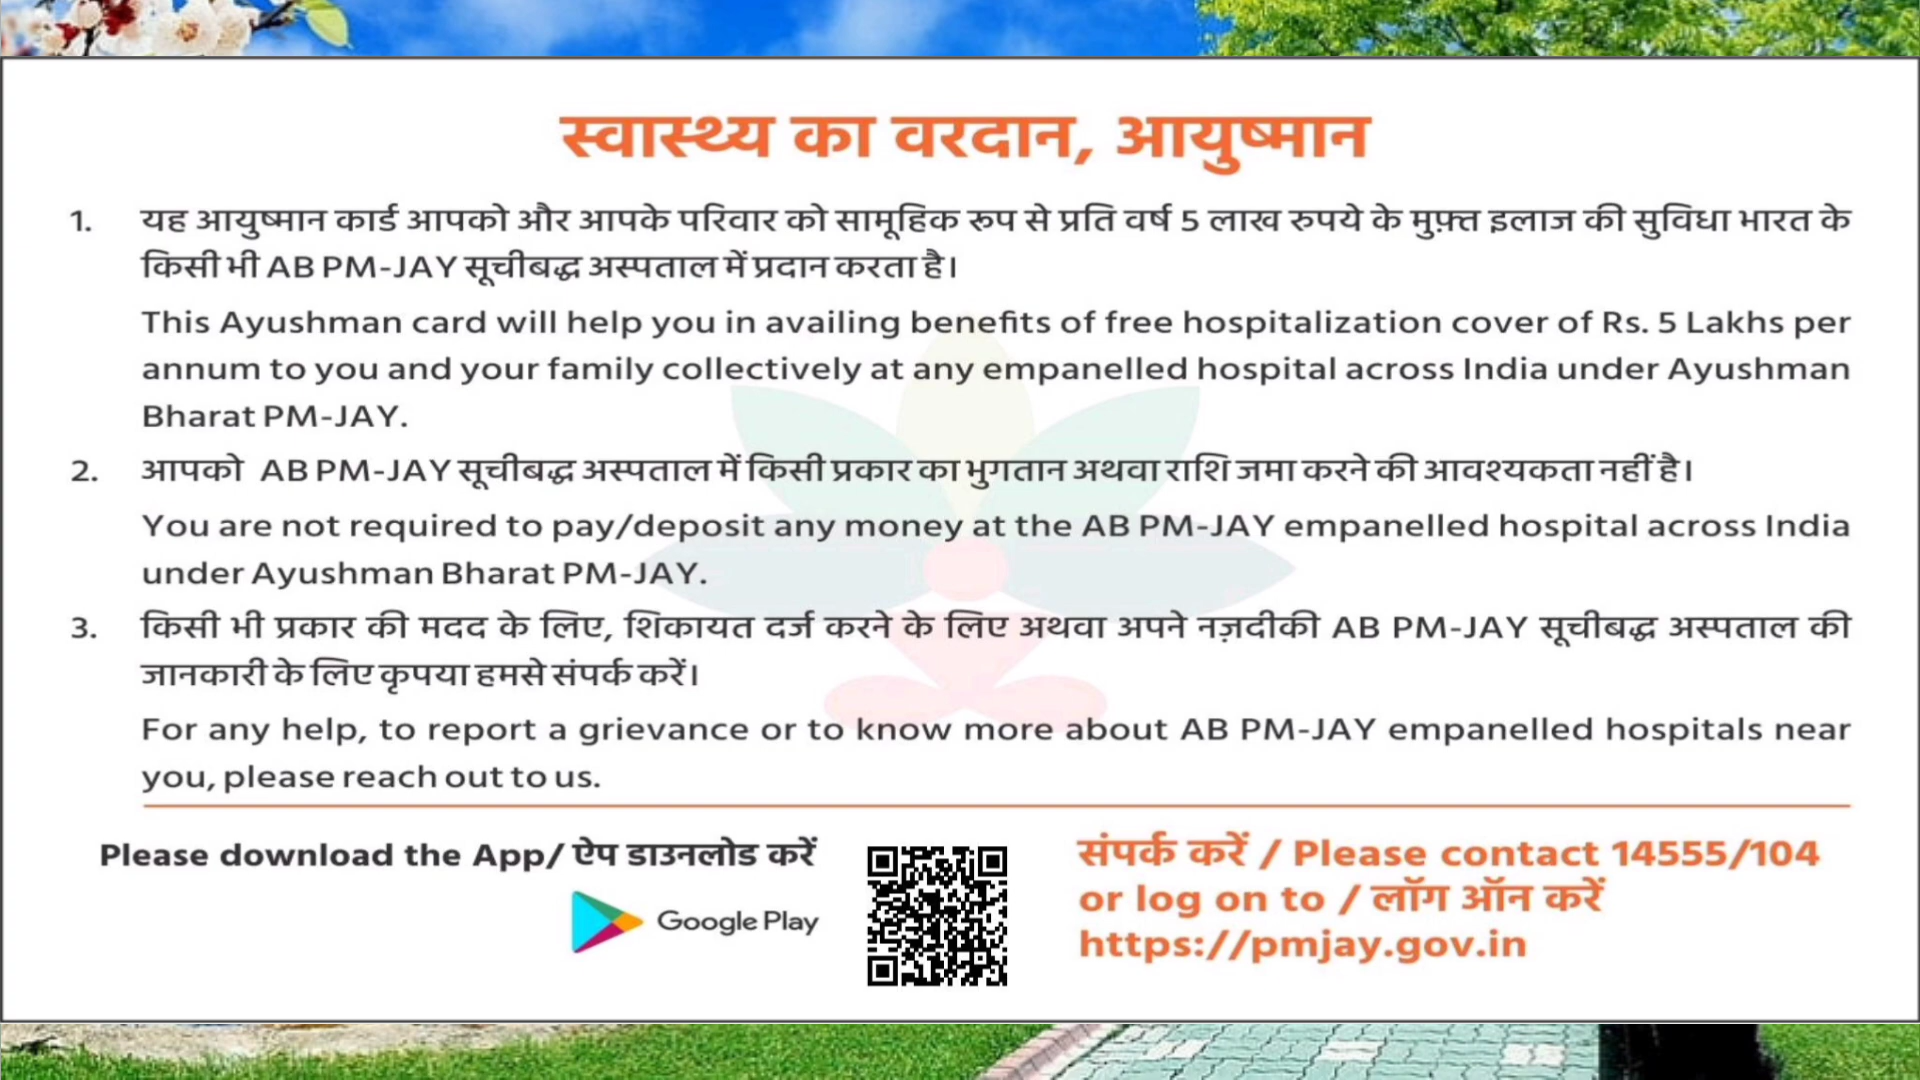 स्वास्थ्य का वरदान, आयुष्मान
1. यह आयुष्मान कार्ड आपको और आपके परिवार को सामूहिक रूप से प्रति वर्ष 5 लाख रुपये के मुफ़्त इलाज की सुविधा भारत के
किसी भी AB PM-JAY सूचीबद्ध अस्पताल में प्रदान करता है।
This Ayushman card will help you in availing benefits of free hospitalization cover of Rs. 5 Lakhs per
annum to you and your family collectively at any empanelled hospital across India under Ayushman
Bharat PM-JAY.
2. आपको AB PM-JAY सूचीबद्ध अस्पताल में किसी प्रकार का भुगतान अथवा राशि जमा करने की आवश्यकता नहीं है।
You are not required to pay/deposit any money at the AB PM-JAY empanelled hospital across India
under Ayushman Bharat PM-JAY.
3. किसी भी प्रकार की मदद के लिए, शिंकायत दर्ज करने के लिए अथवा अपने नज़दीकी AB PM-JAY सूचीबद्ध अस्पताल की
जानकारी के लिए कृपया हमसे संपर्क करें।
For any help, to report a grievance or to know more about AB PM-JAY empanelled hospitals near
you, please reach out to us.
Please download the App/ ऐप डाउनलोड करें
Google Play
संपर्क करें / Please contact 14555/104
or log on to / लॉग ऑन करें
https://pmjay.gov.in